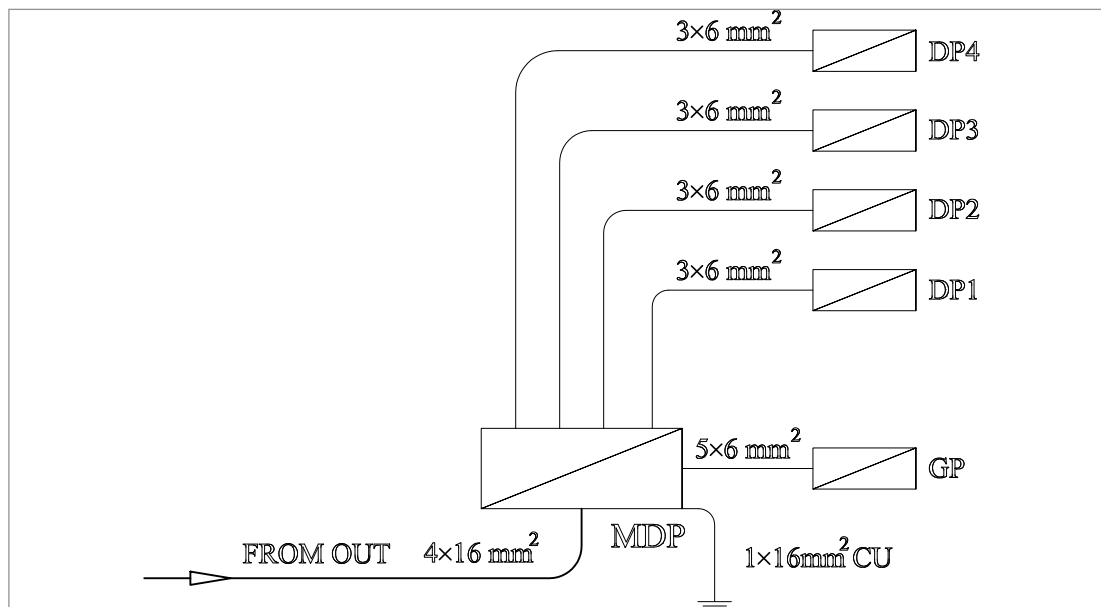 3×6 mm²
DP4
3×6 mm²
DP3
3×6 mm²
DP2
3×6 mm²
DP1
5×6 mm²
GP
MDP
FROM OUT 4×16 mm²
1×16mm² CU